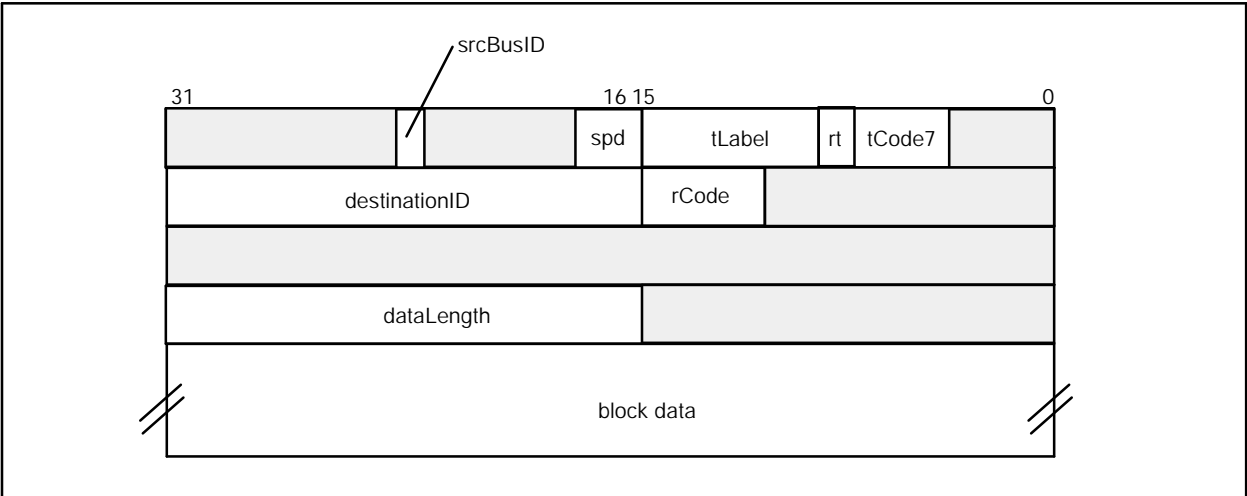 srcBusID
31 16 15 0
spd tLabel rt tCode7
destinationID rCode
dataLength
block data